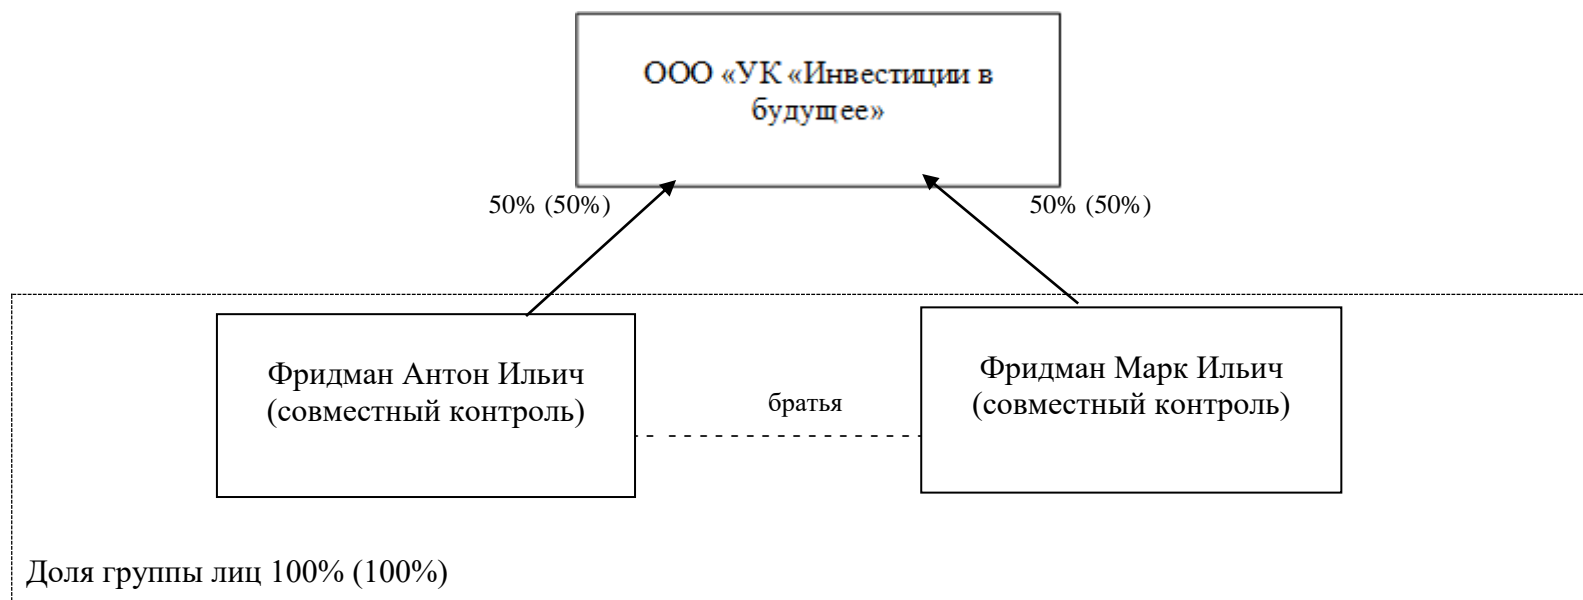 ООО «УК «Инвестиции в
будущее»
50% (50%)
50% (50%)
Фридман Антон Ильич
(совместный контроль)
братья
Фридман Марк Ильич
(совместный контроль)
Доля группы лиц 100% (100%)